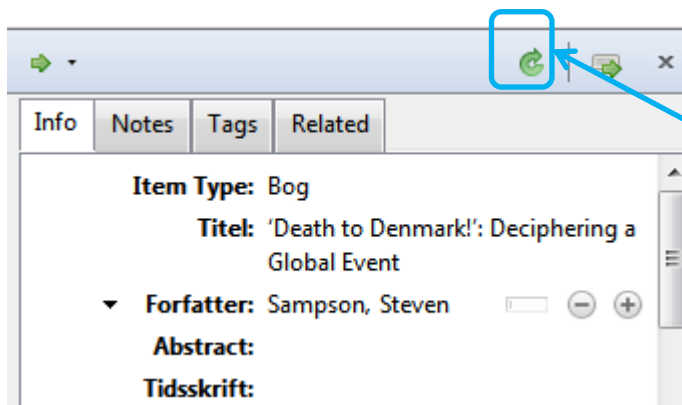 Info Notes Tags Related
Item Type: Bog
Titel: 'Death to Denmark!': Deciphering a
Global Event
Forfatter: Sampson, Steven
Abstract:
Tidsskrift: